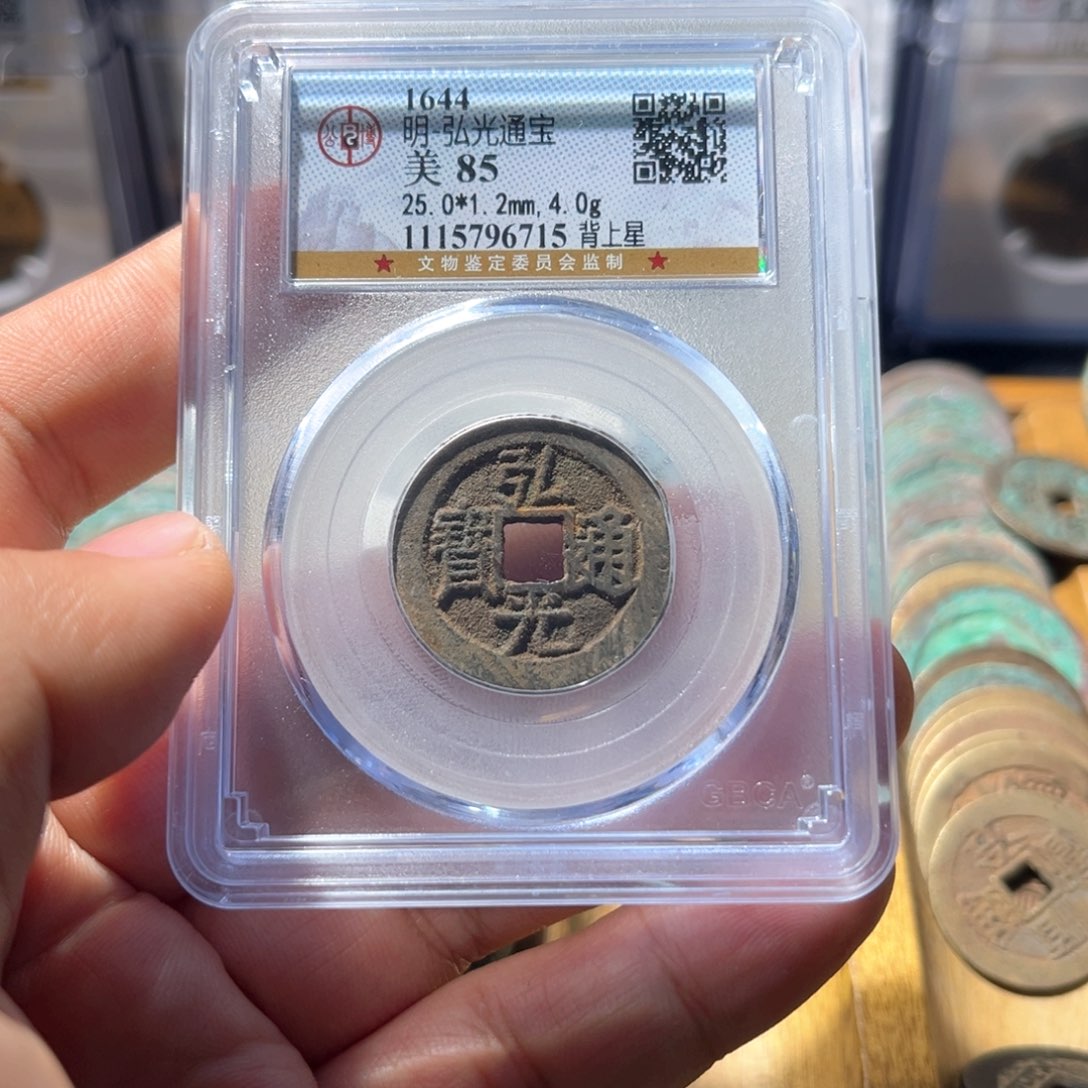 1644
明·弘光通宝
美 85
25.0*1.2mm,4.0g
1115796715 背上星
★ 文物鉴定委员会监制 ★
弘
寶 通
光
GBCA